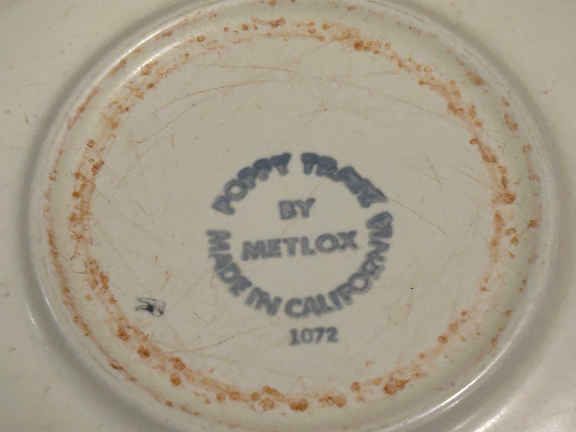 POPPY TRAIL
BY
METLOX
MADE IN CALIFORNIA
1072